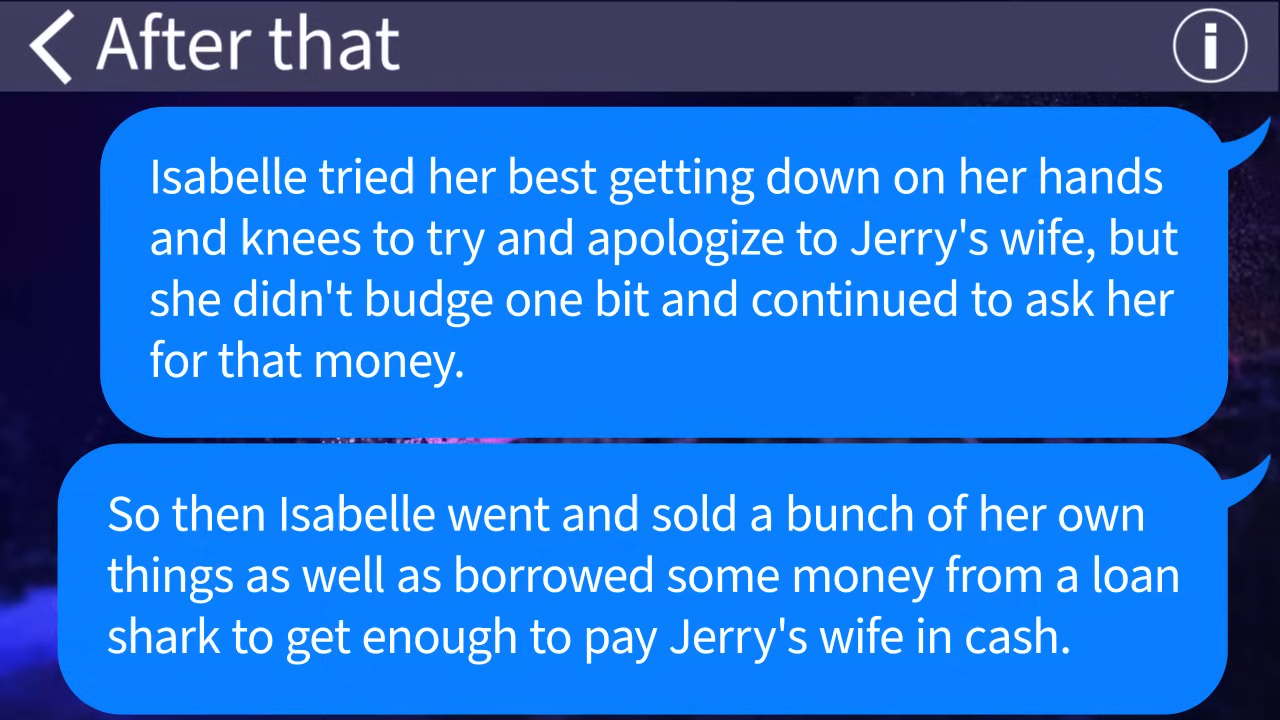 After that
Isabelle tried her best getting down on her hands
and knees to try and apologize to Jerry's wife, but
she didn't budge one bit and continued to ask her
for that money.
So then Isabelle went and sold a bunch of her own
things as well as borrowed some money from a loan
shark to get enough to pay Jerry's wife in cash.